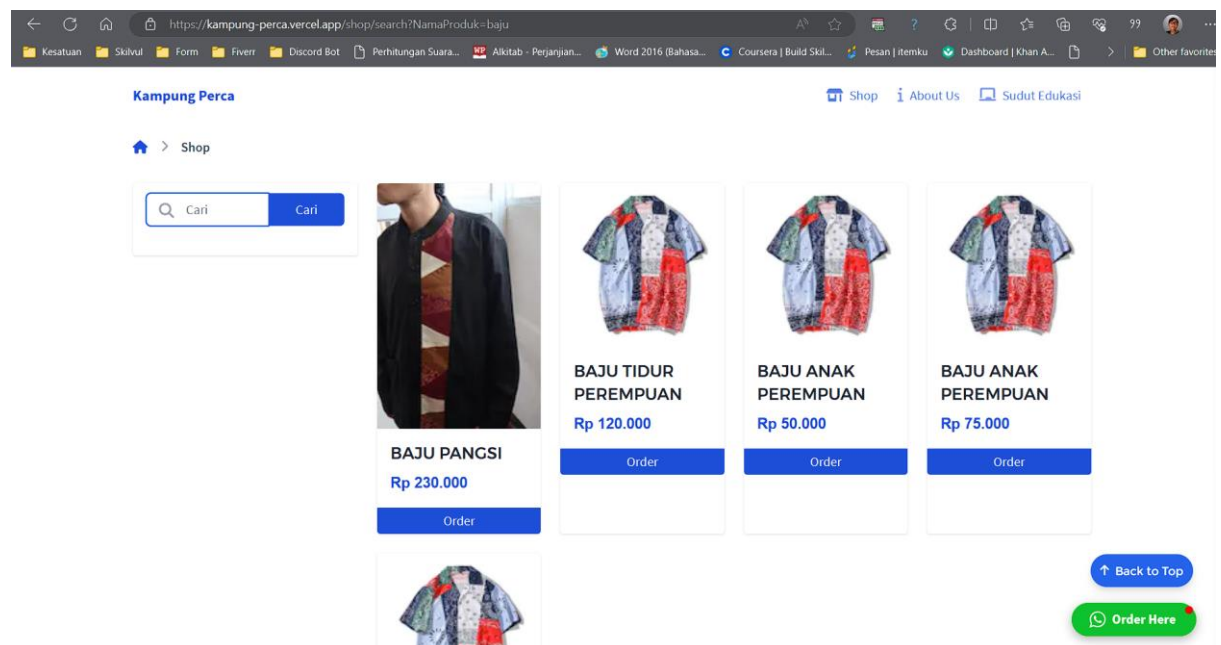 https://kampung-perca.vercel.app/shop/search?NamaProduk=baju
99
Kesatuan Skilvul Form Fiverr Discord Bot Perhitungan Suara... Alkitab - Perjanjian... Word 2016 (Bahasa... Coursera | Build Skil... Pesan | itemku Dashboard | Khan A... Other favorites
Kampung Perca Shop About Us Sudut Edukasi
> Shop
Cari Cari
BAJU PANGSI
Rp 230.000
Order
BAJU TIDUR
PEREMPUAN
Rp 120.000
Order
BAJU ANAK
PEREMPUAN
Rp 50.000
Order
BAJU ANAK
PEREMPUAN
Rp 75.000
Order
↑ Back to Top
Order Here